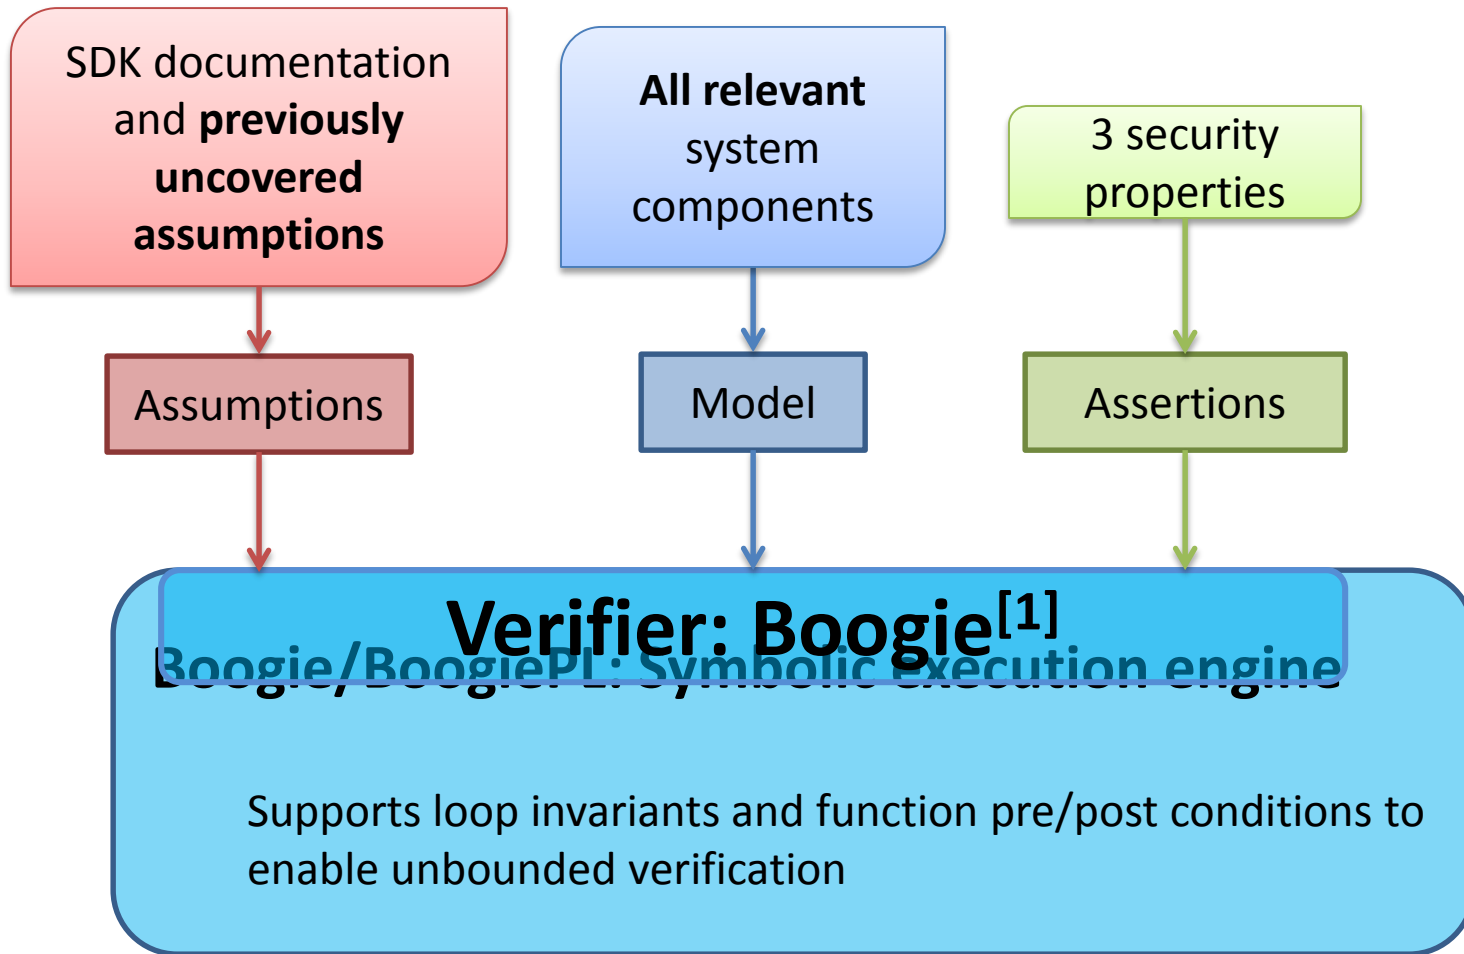 SDK documentation
and previously
uncovered
assumptions
All relevant
system
components
3 security
properties
Assumptions
Model
Assertions
Verifier: Boogie[1]
Boogie/BoogiePL: Symbolic execution engine
Supports loop invariants and function pre/post conditions to
enable unbounded verification